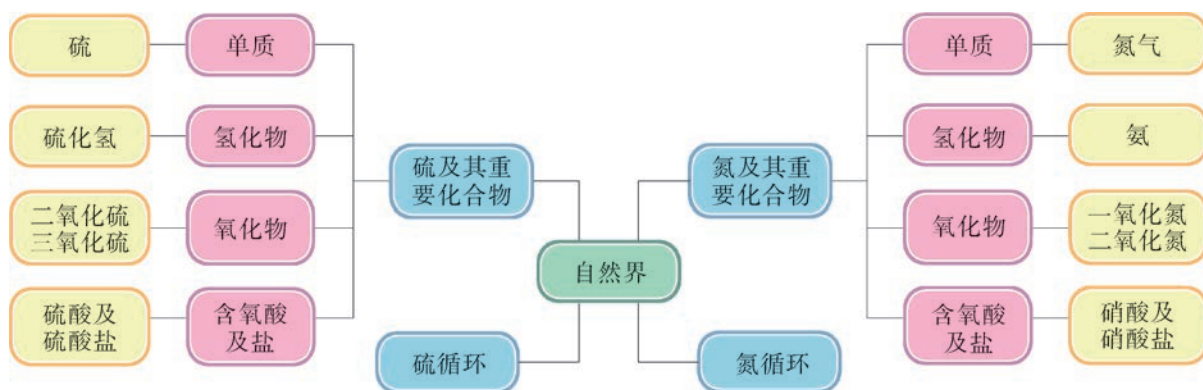 硫
单质
硫化氢
氢化物
二氧化硫
三氧化硫
氧化物
硫酸及
硫酸盐
含氧酸
及盐
硫及其重
要化合物
硫循环
自然界
氮及其重
要化合物
氮循环
单质
氮气
氢化物
氨
氧化物
一氧化氮
二氧化氮
含氧酸
及盐
硝酸及
硝酸盐